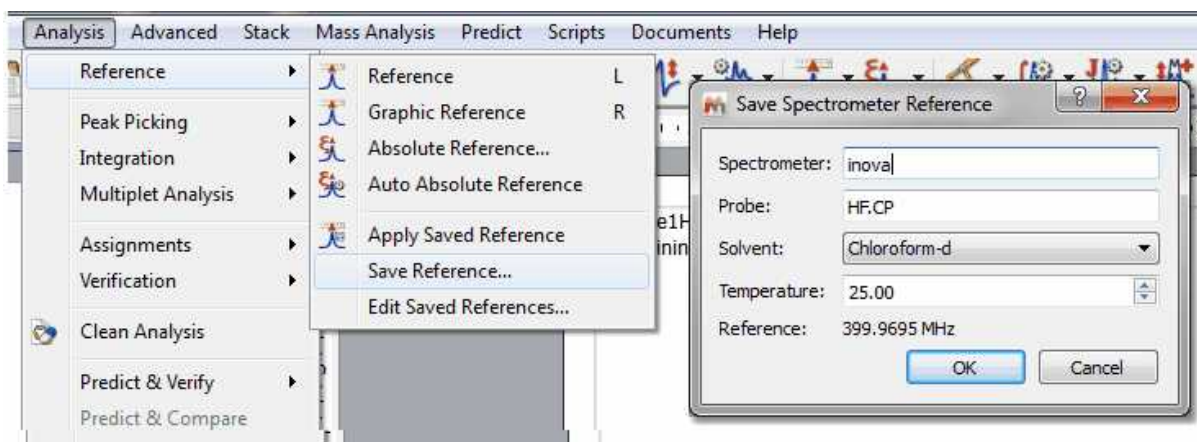 Analysis Advanced Stack Mass Analysis Predict Scripts Documents Help
Reference
Peak Picking
Integration
Multiplet Analysis
Assignments
Verification
Clean Analysis
Predict & Verify
Predict & Compare
Reference L
Graphic Reference R
Absolute Reference...
Auto Absolute Reference
Apply Saved Reference
Save Reference...
Edit Saved References...
e1H
inin
Save Spectrometer Reference
Spectrometer: inova
Probe: HF.CP
Solvent: Chloroform-d
Temperature: 25.00
Reference: 399.9695 MHz
OK Cancel